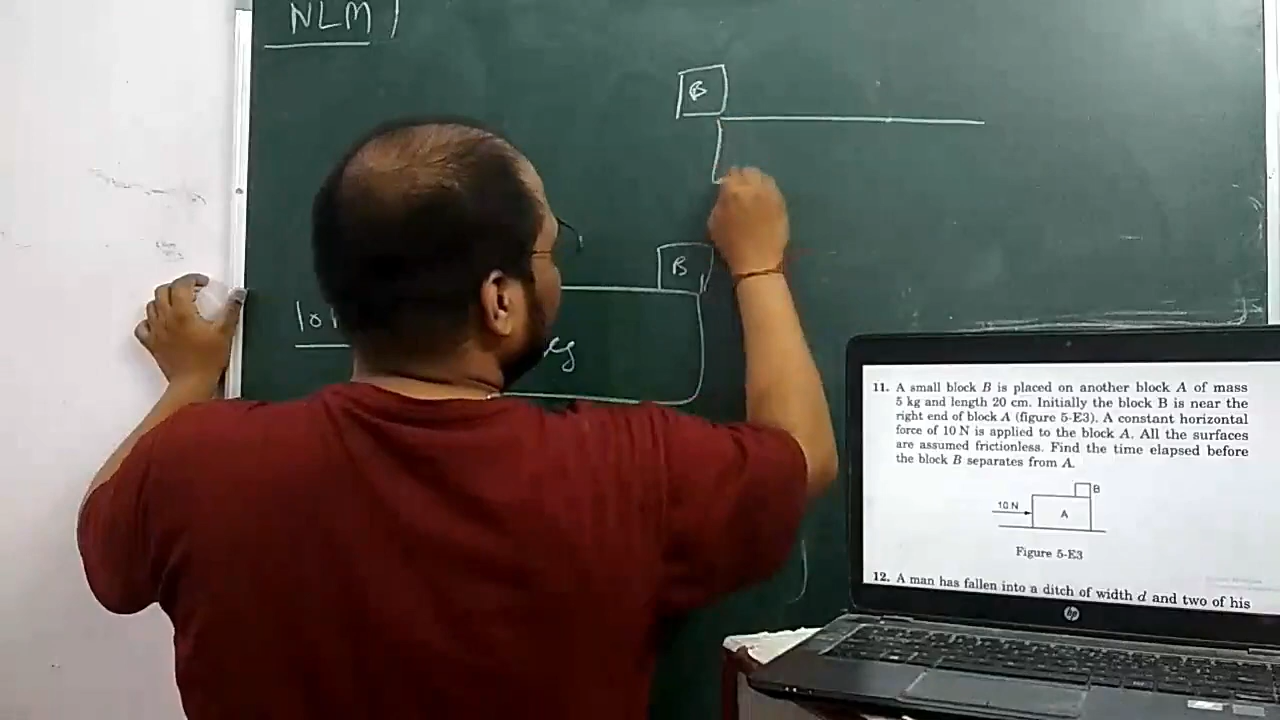 NLM
B
B
11. A small block B is placed on another block A of mass
5 kg and length 20 cm. Initially the block B is near the
right end of block A (figure 5-E3). A constant horizontal
force of 10 N is applied to the block A. All the surfaces
are assumed frictionless. Find the time elapsed before
the block B separates from A.
B
10 N
A
Figure 5-E3
12. A man has fallen into a ditch of width d and two of his
hp